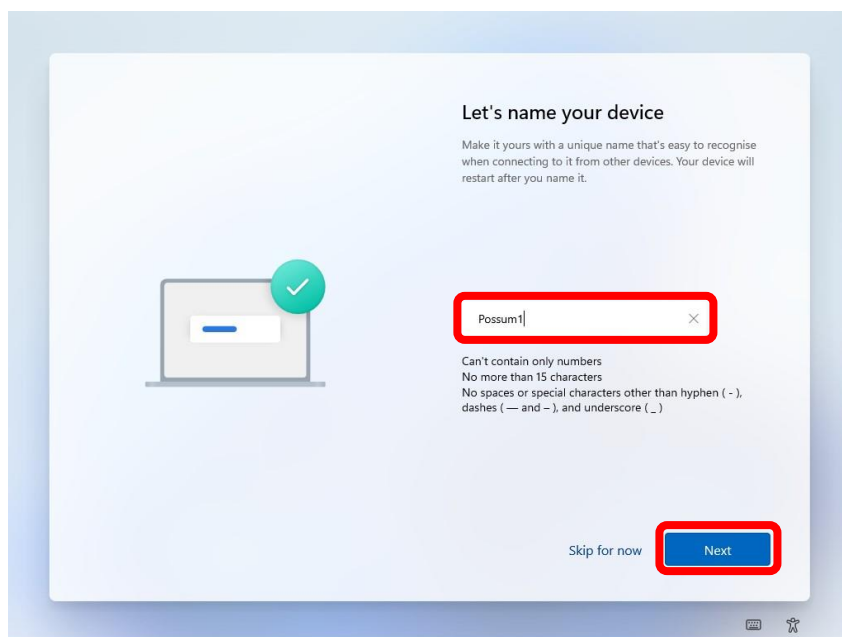 Let's name your device
Make it yours with a unique name that's easy to recognise
when connecting to it from other devices. Your device will
restart after you name it.
Possum1
Can't contain only numbers
No more than 15 characters
No spaces or special characters other than hyphen ( - ),
dashes ( — and – ), and underscore ( _ )
Skip for now
Next